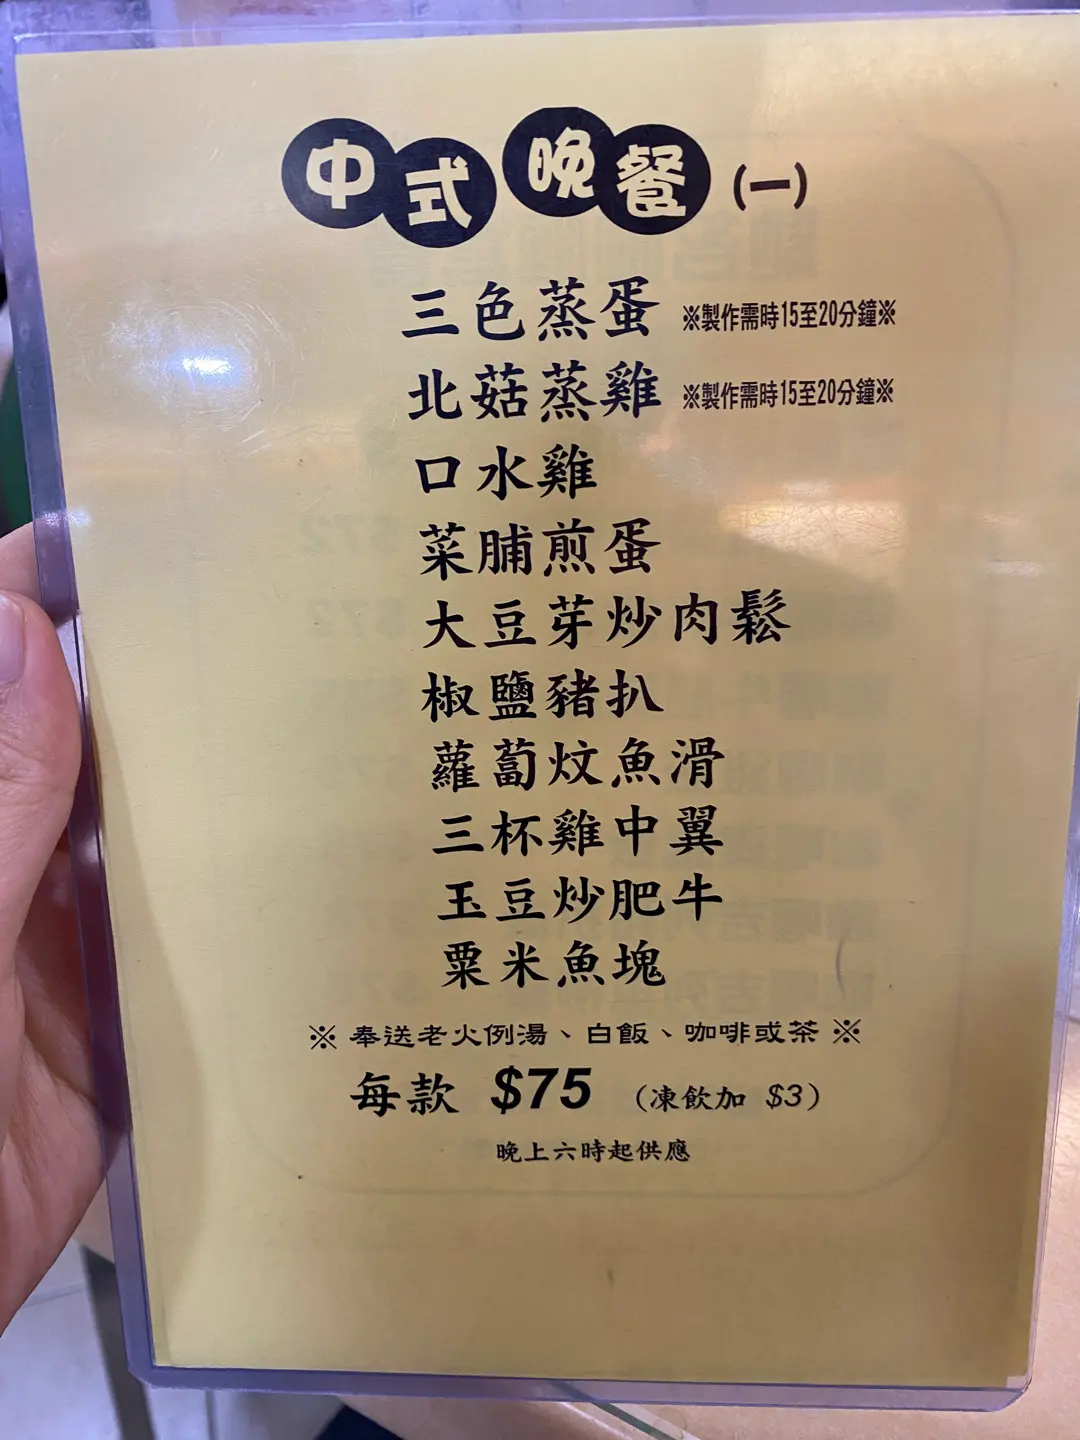 中式晚餐(一)
三色蒸蛋 ※製作需時15至20分鐘※
北菇蒸雞 ※製作需時15至20分鐘※
口水雞
菜脯煎蛋
大豆芽炒肉鬆
椒鹽豬扒
蘿蔔炆魚滑
三杯雞中翼
玉豆炒肥牛
粟米魚塊
※ 奉送老火例湯、白飯、咖啡或茶 ※
每款 $75 (凍飲加 $3)
晚上六時起供應